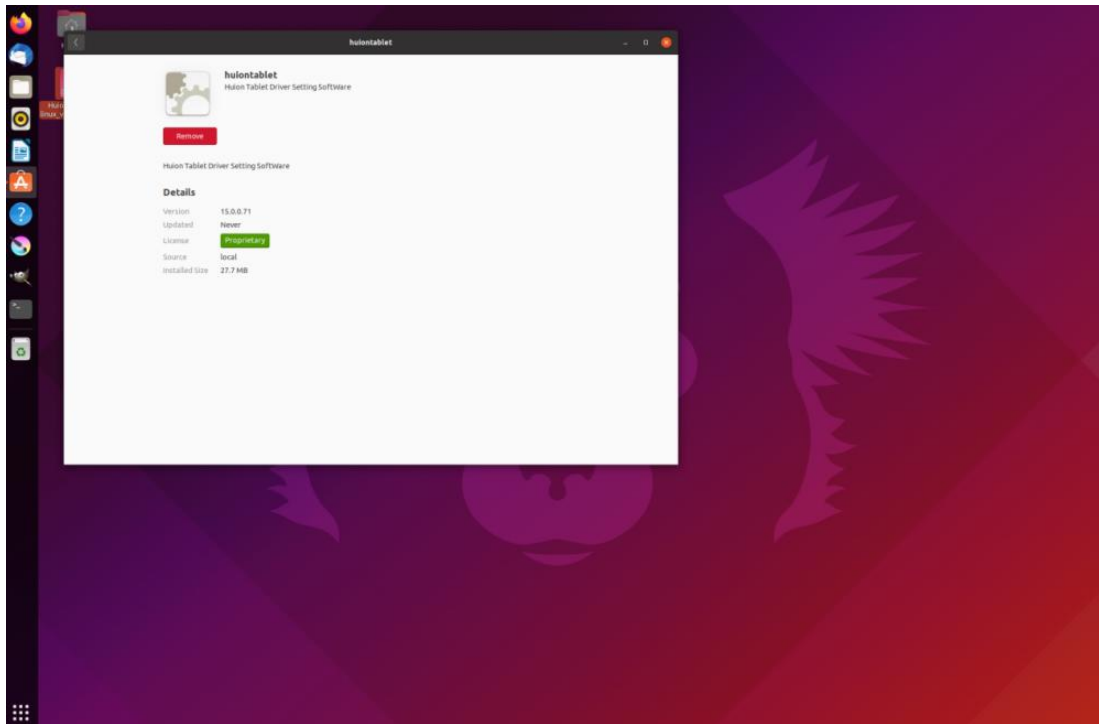 huiontablet
huiontablet
Huion Tablet Driver Setting SoftWare
Remove
Huion Tablet Driver Setting SoftWare
Details
Version 15.0.0.71
Updated Never
License Proprietary
Source local
Installed Size 27.7 MB